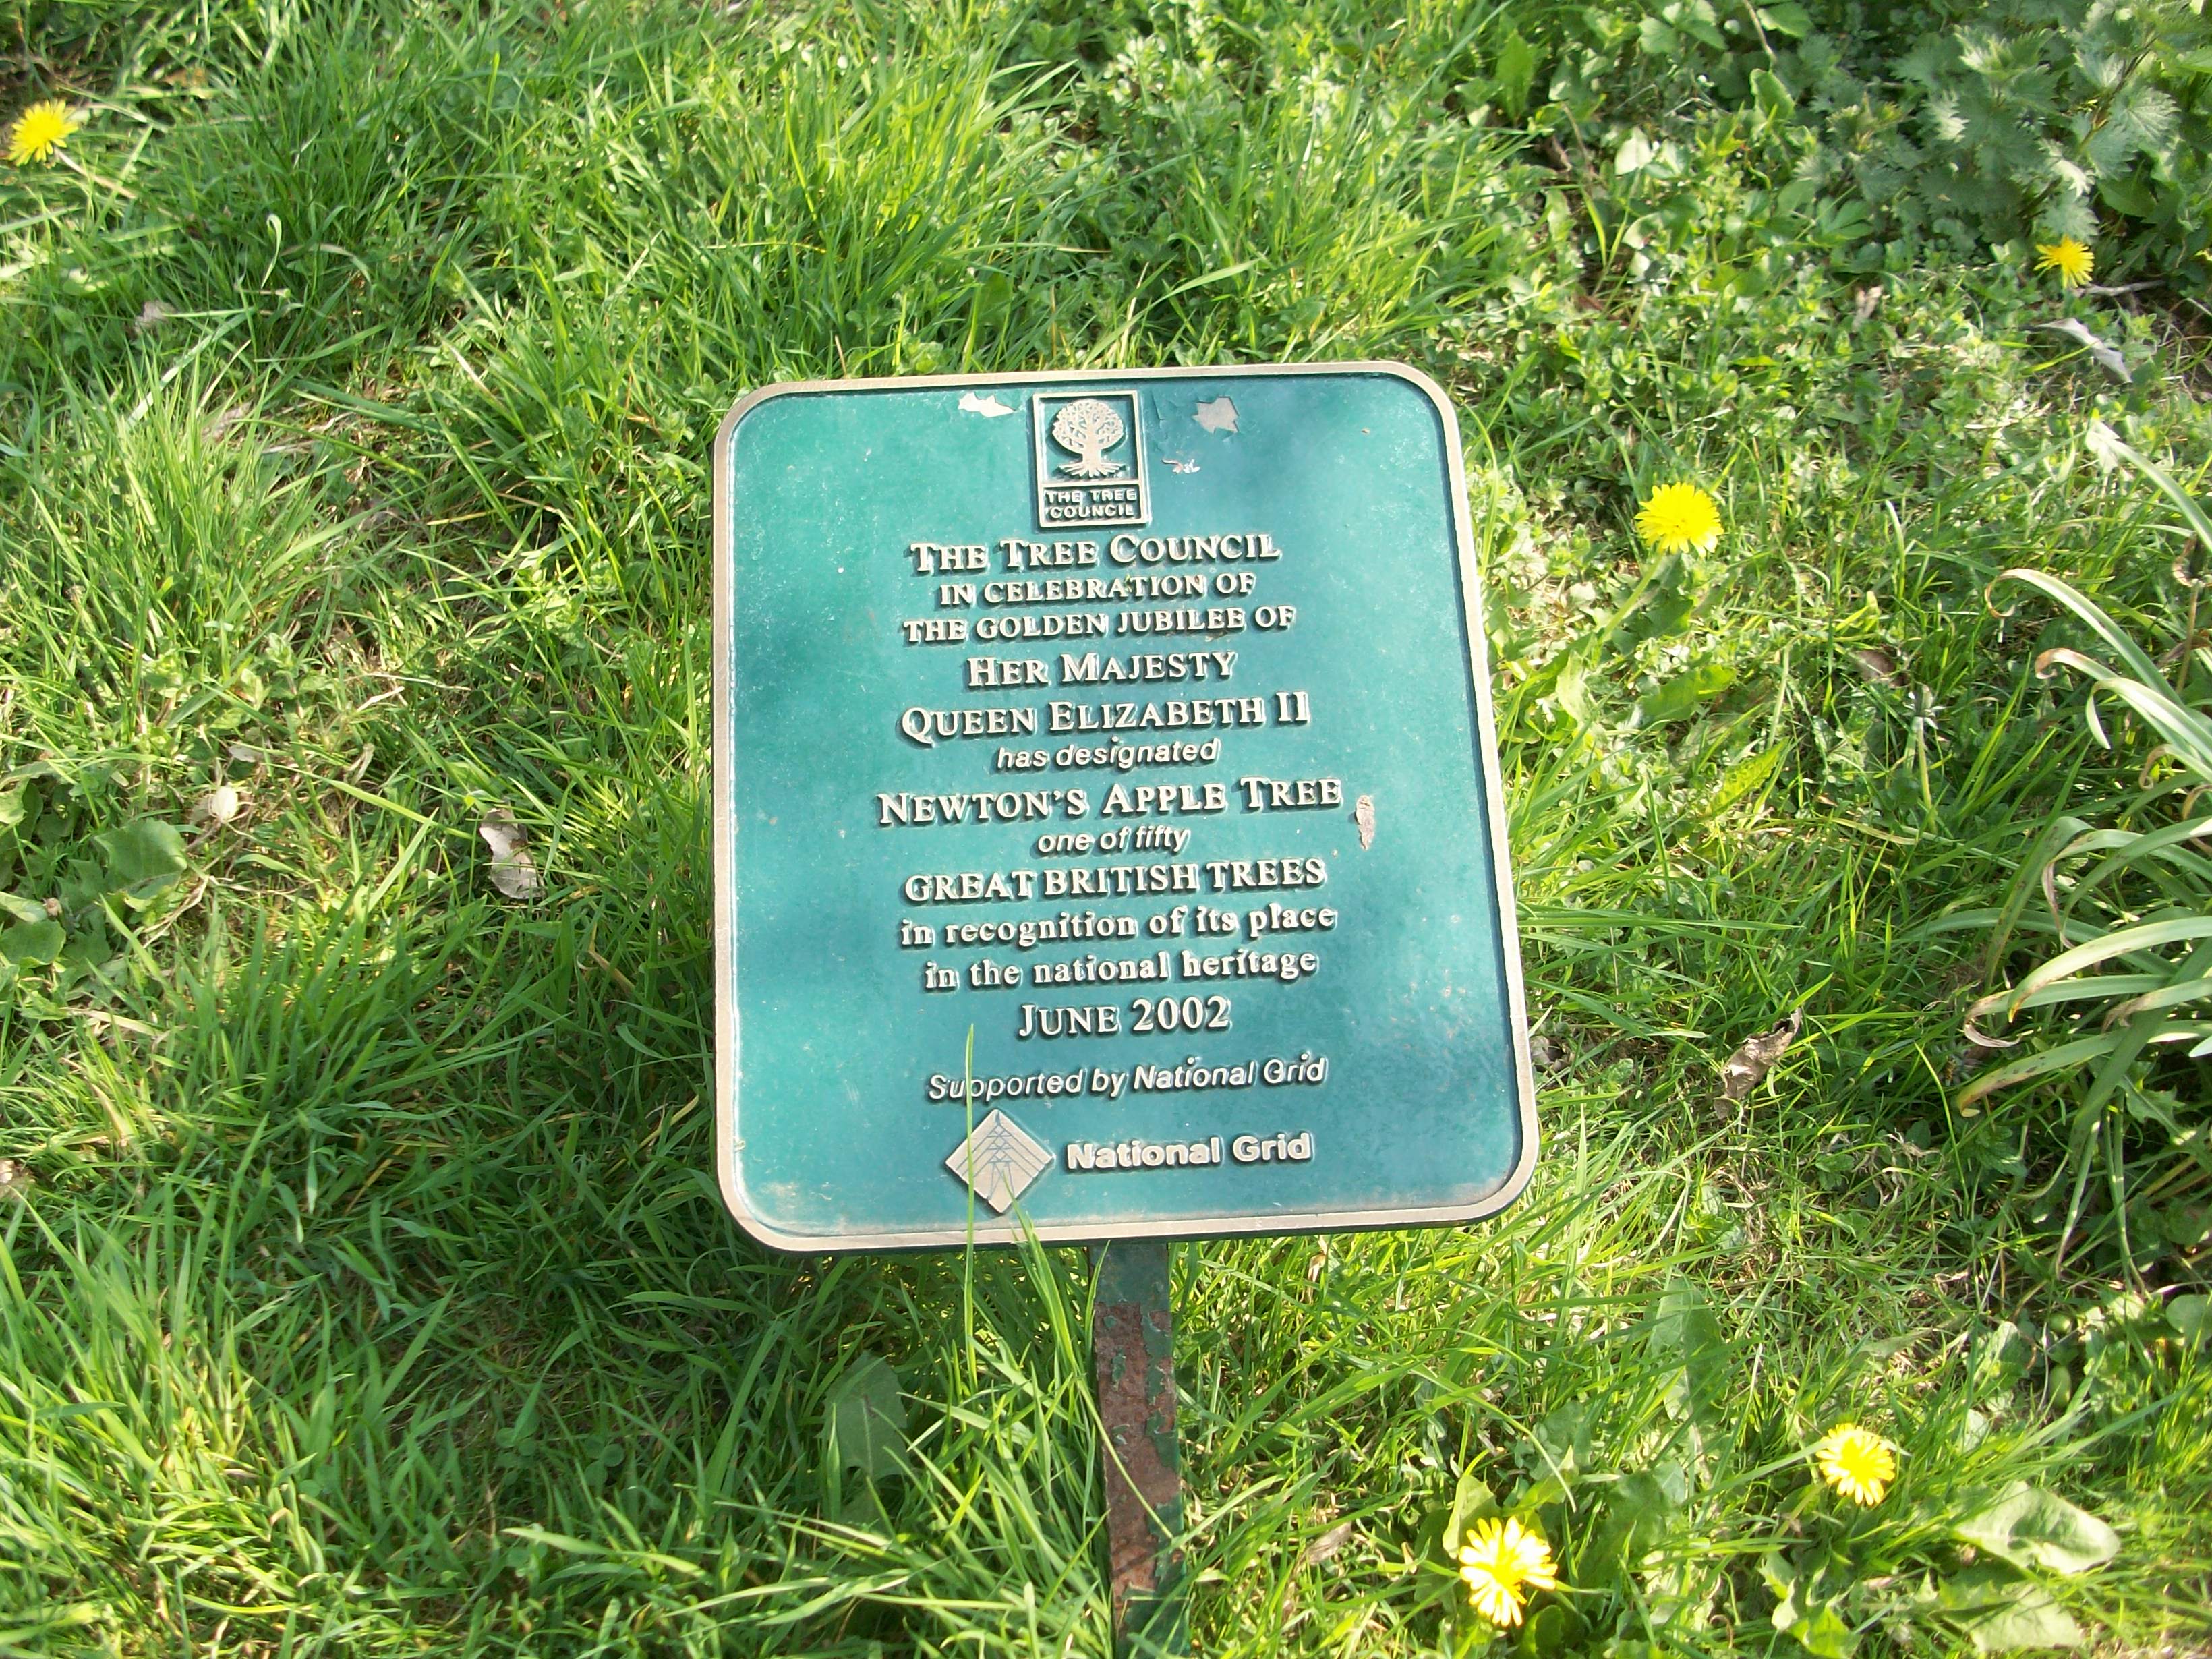 THE TREE
COUNCIL
THE TREE COUNCIL
IN CELEBRATION OF
THE GOLDEN JUBILEE OF
HER MAJESTY
QUEEN ELIZABETH II
has designated
NEWTON'S APPLE TREE
one of fifty
GREAT BRITISH TREES
in recognition of its place
in the national heritage
JUNE 2002
Supported by National Grid
National Grid